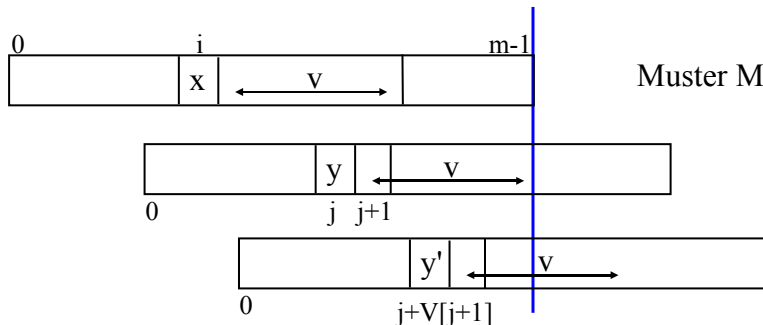 0 i m-1
x v Muster M
y v
0 j j+1
y' v
0 j+V[j+1]